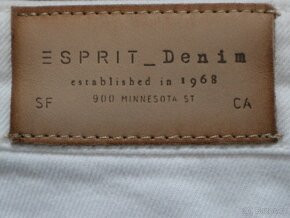 ESPRIT_Denim
established in 1968
900 MINNESOTA ST
SF CA